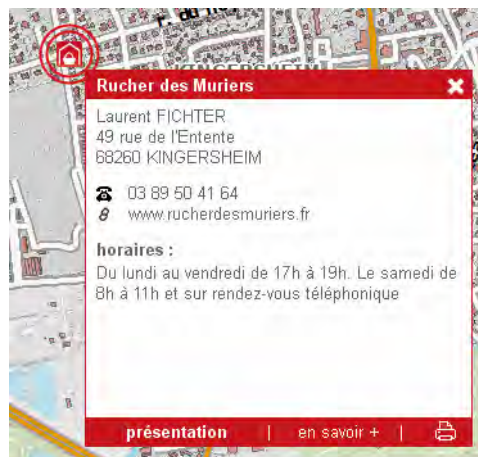 r. du
KINGERSHEIM
Rucher des Muriers
Laurent FICHTER
49 rue de l'Entente
68260 KINGERSHEIM
03 89 50 41 64
www.rucherdesmuriers.fr
horaires :
Du lundi au vendredi de 17h à 19h. Le samedi de
8h à 11h et sur rendez-vous téléphonique
présentation | en savoir + |